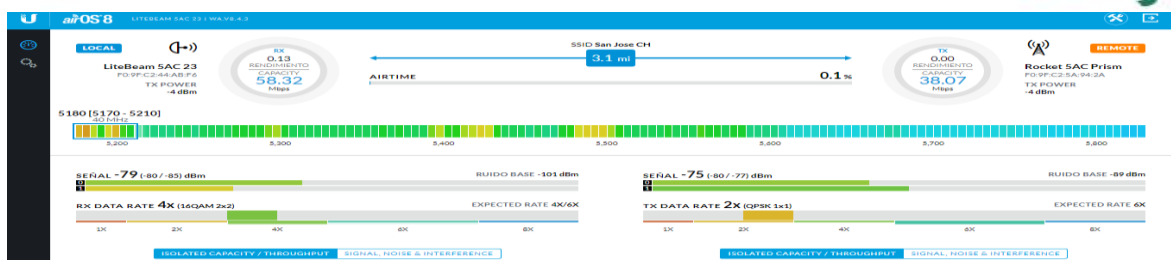 airOS 8 LITEBEAM 5AC 23 | WA.V8.4.3
LOCAL
LiteBeam 5AC 23
F0:9F:C2:44:AB:F6
TX POWER
-4 dBm
RX
0.13
RENDIMIENTO
CAPACITY
58.32
Mbps
SSID San Jose CH
3.1 mi
AIRTIME 0.1 %
TX
0.00
RENDIMIENTO
CAPACITY
38.07
Mbps
REMOTE
Rocket 5AC Prism
F0:9F:C2:5A:94:2A
TX POWER
-4 dBm
5180 [5170 - 5210]
40 MHz
5,200 5,300 5,400 5,500 5,600 5,700 5,800
SEÑAL -79 (-80 / -85) dBm RUIDO BASE -101 dBm
0
1
RX DATA RATE 4X (16QAM 2x2) EXPECTED RATE 4X/6X
1X 2X 4X 6X 8X
ISOLATED CAPACITY / THROUGHPUT SIGNAL, NOISE & INTERFERENCE
SEÑAL -75 (-80 / -77) dBm RUIDO BASE -89 dBm
0
1
TX DATA RATE 2X (QPSK 1x1) EXPECTED RATE 6X
1X 2X 4X 6X 8X
ISOLATED CAPACITY / THROUGHPUT SIGNAL, NOISE & INTERFERENCE